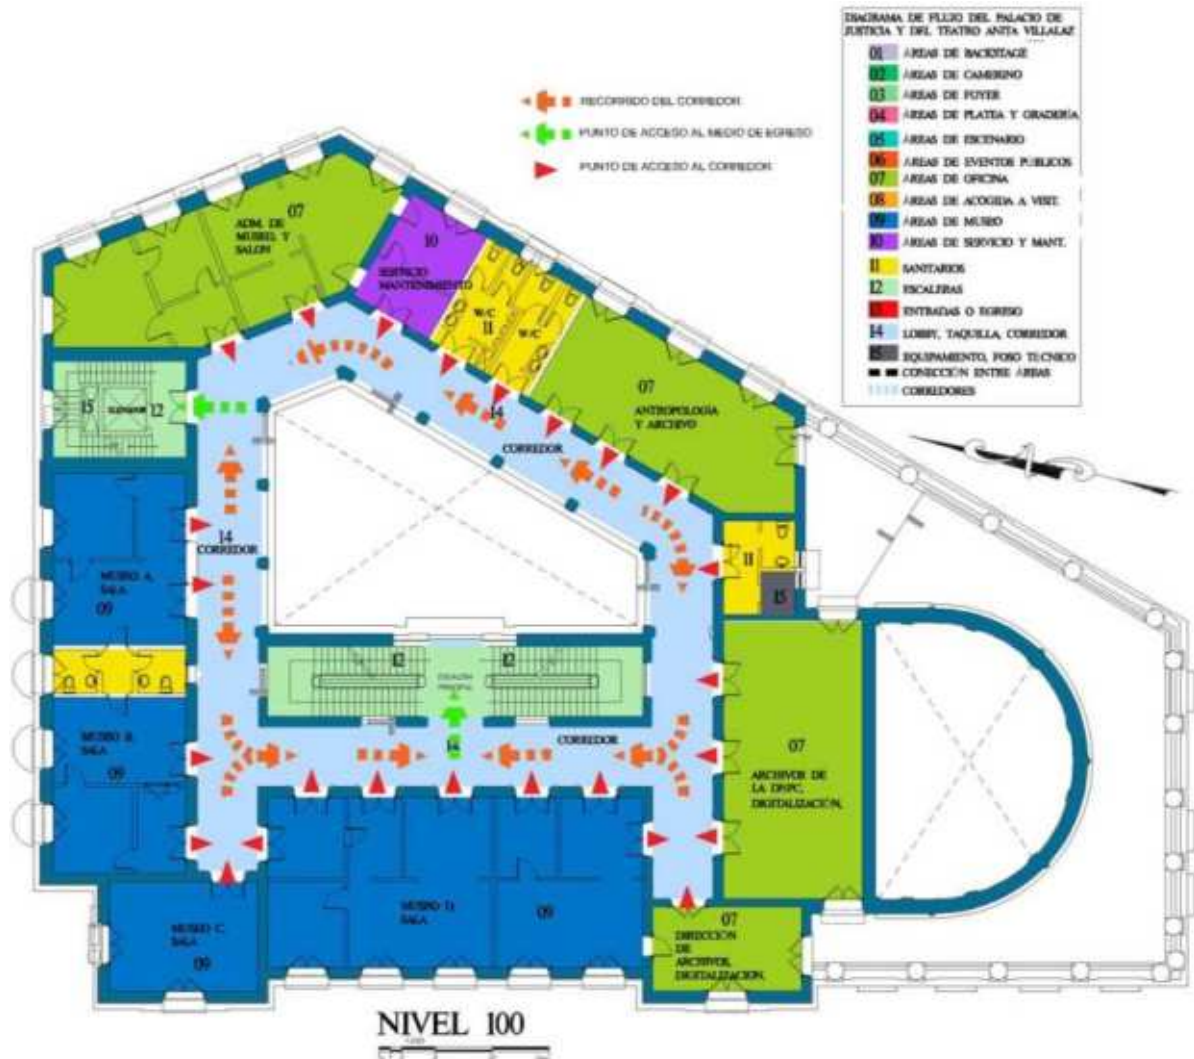 DIAGRAMA DE FLUJO DEL PALACIO DE
JUSTICIA Y DEL TEATRO ANITA VILLALAZ
01 ÁREAS DE BACKSTAGE
02 ÁREAS DE CAMERINO
03 ÁREAS DE FOYER
04 ÁREAS DE PLATEA Y GRADERÍA
05 ÁREAS DE ESCENARIO
06 ÁREAS DE EVENTOS PÚBLICOS
07 ÁREAS DE OFICINA
08 ÁREAS DE ACOGIDA A VISIT.
09 ÁREAS DE MUSEO
10 ÁREAS DE SERVICIO Y MANT.
11 SANITARIOS
12 ESCALERAS
13 ENTRADAS O EGRESO
14 LOBBY, TAQUILLA, CORREDOR
15 EQUIPAMIENTO, FOSO TÉCNICO
CONECCIÓN ENTRE ÁREAS
CORREDORES
RECORRIDO DEL CORREDOR
PUNTO DE ACCESO AL MEDIO DE EGRESO
PUNTO DE ACCESO AL CORREDOR
07
ADM. DE
MUSEO, Y
SALON
10
SERVICIO
MANTENIMIENTO
W/C
11
W/C
07
ANTROPOLOGÍA
Y ARCHIVO
14
CORREDOR
15
ELEVADOR
12
14
CORREDOR
MUSEO A,
SALA
09
11
15
12
12
ESCALERA
PRINCIPAL
MUSEO B,
SALA
09
14
CORREDOR
07
ARCHIVOS DE
LA DNPC,
DIGITALIZACIÓN,
MUSEO C,
SALA
09
MUSEO D,
SALA
09
07
DIRECCIÓN
DE
ARCHIVOS,
DIGITALIZACION,
NIVEL 100